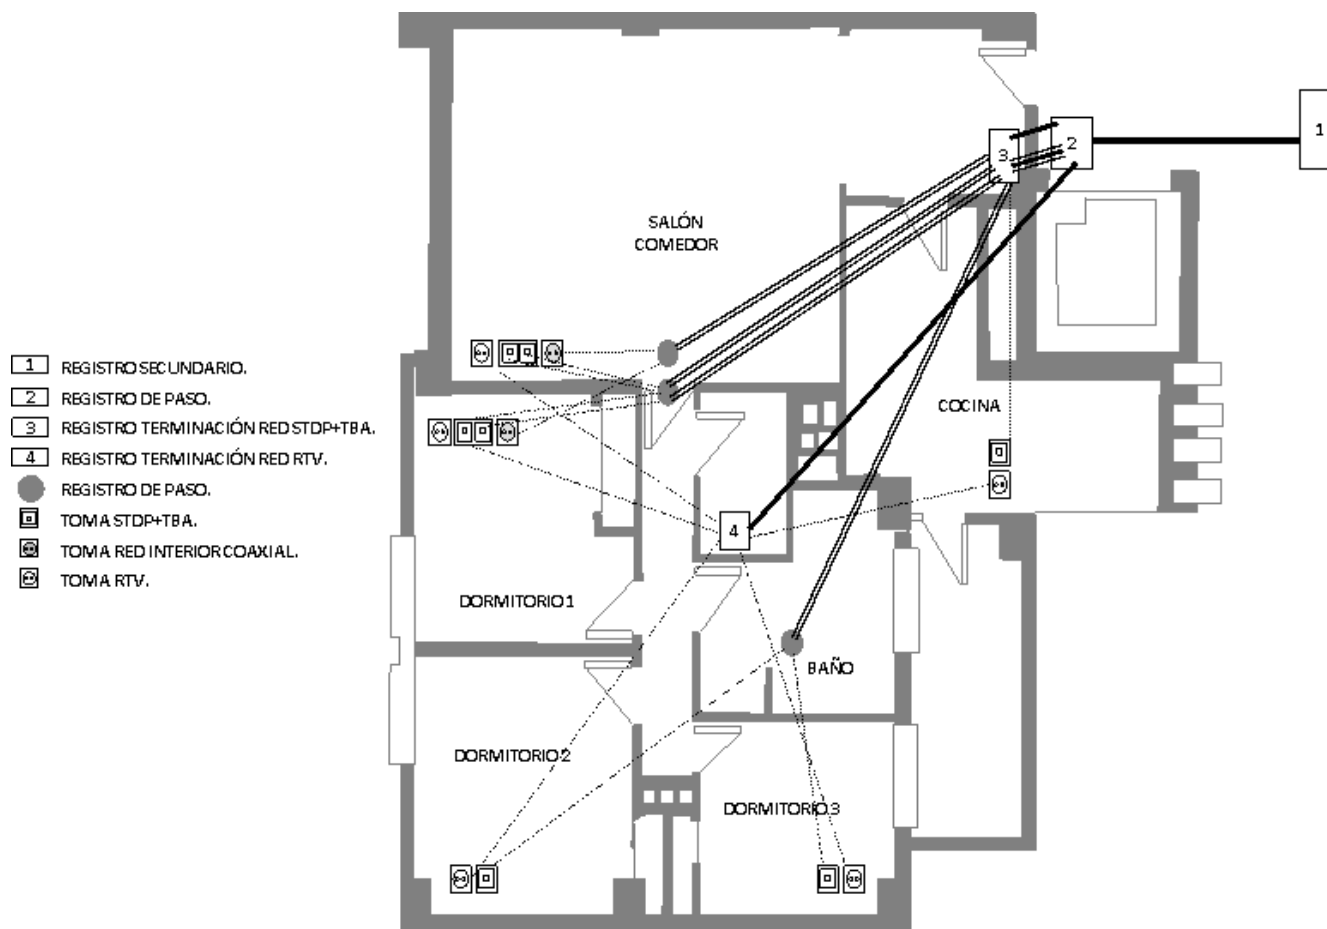 1
2
3
SALÓN
COMEDOR
1 REGISTRO SECUNDARIO.
2 REGISTRO DE PASO.
3 REGISTRO TERMINACIÓN RED STDP+TBA.
4 REGISTRO TERMINACIÓN RED RTV.
REGISTRO DE PASO.
TOMA STDP+TBA.
TOMA RED INTERIOR COAXIAL.
TOMA RTV.
COCINA
4
DORMITORIO 1
BAÑO
DORMITORIO 2
DORMITORIO 3